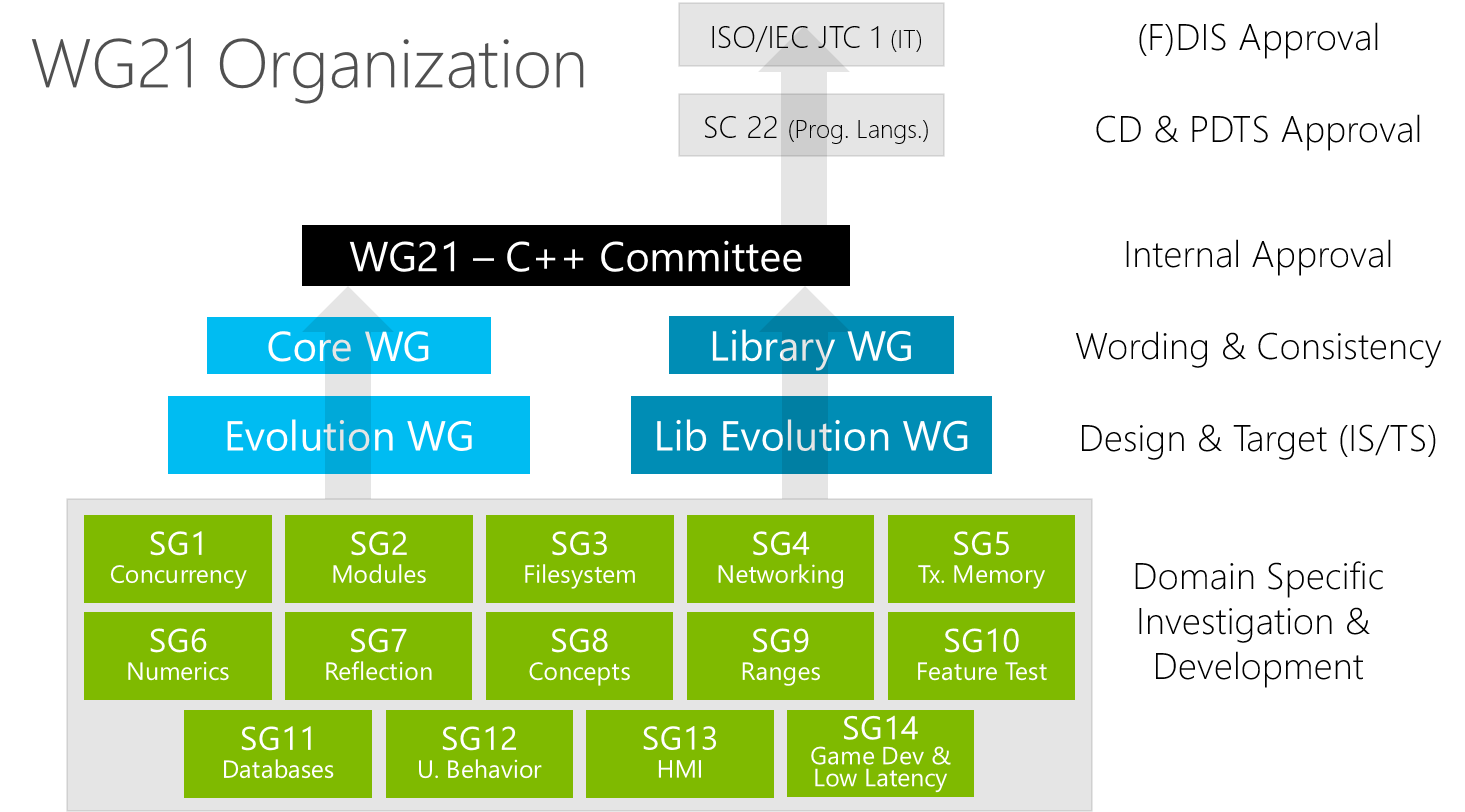 WG21 Organization
ISO/IEC JTC 1 (IT)
(F)DIS Approval
SC 22 (Prog. Langs.)
CD & PDTS Approval
WG21 – C++ Committee
Internal Approval
Core WG
Library WG
Wording & Consistency
Evolution WG
Lib Evolution WG
Design & Target (IS/TS)
SG1
Concurrency
SG2
Modules
SG3
Filesystem
SG4
Networking
SG5
Tx. Memory
SG6
Numerics
SG7
Reflection
SG8
Concepts
SG9
Ranges
SG10
Feature Test
SG11
Databases
SG12
U. Behavior
SG13
HMI
SG14
Game Dev &
Low Latency
Domain Specific
Investigation &
Development